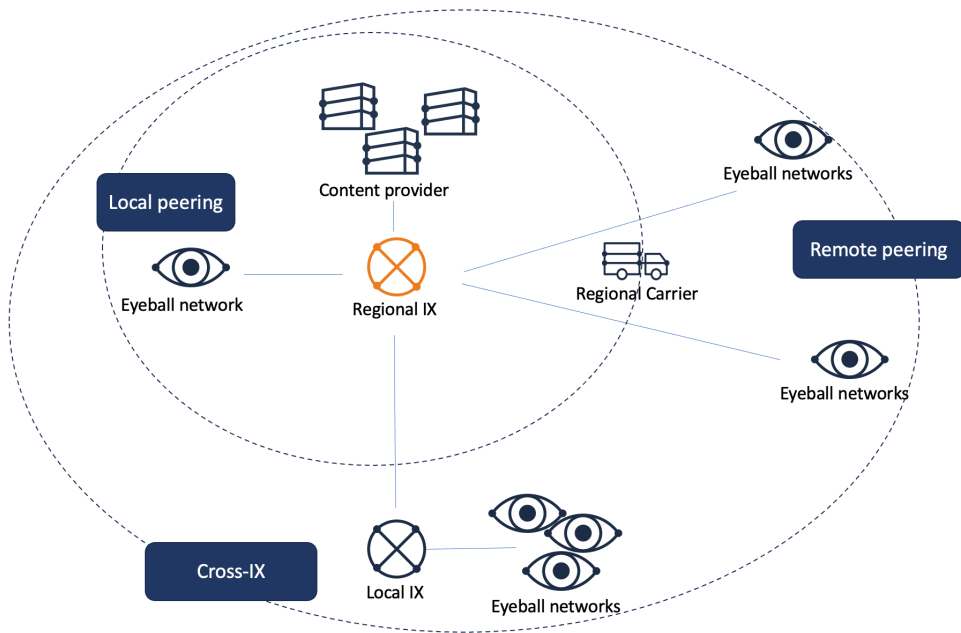 Content provider
Eyeball networks
Local peering
Remote peering
Eyeball network
Regional IX
Regional Carrier
Eyeball networks
Cross-IX
Local IX
Eyeball networks